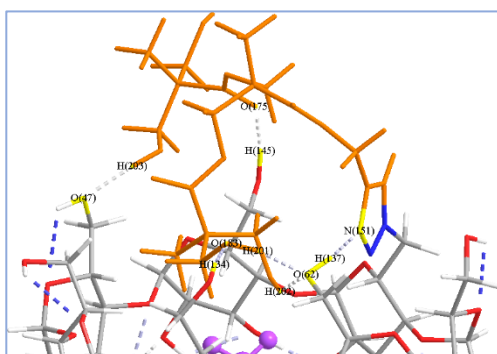 O(175)
H(145)
H(203)
O(47)
N(151)
O(183)
H(201)
H(137)
H(134)
O(62)
H(202)